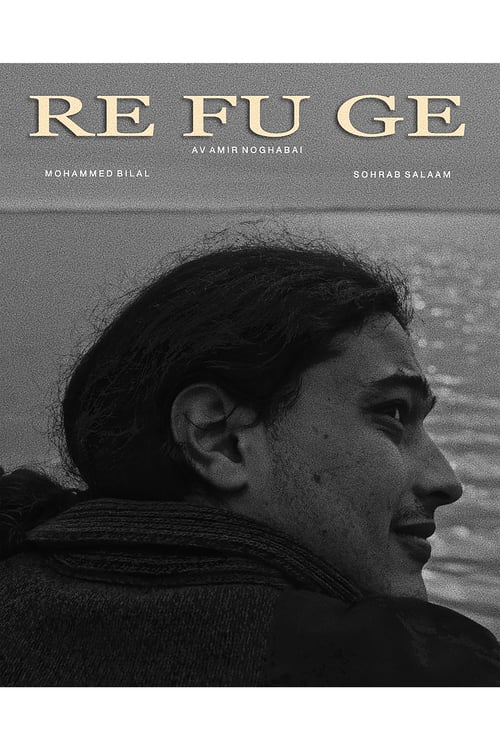 RE FU GE
AV AMIR NOGHABAI
MOHAMMED BILAL
SOHRAB SALAAM